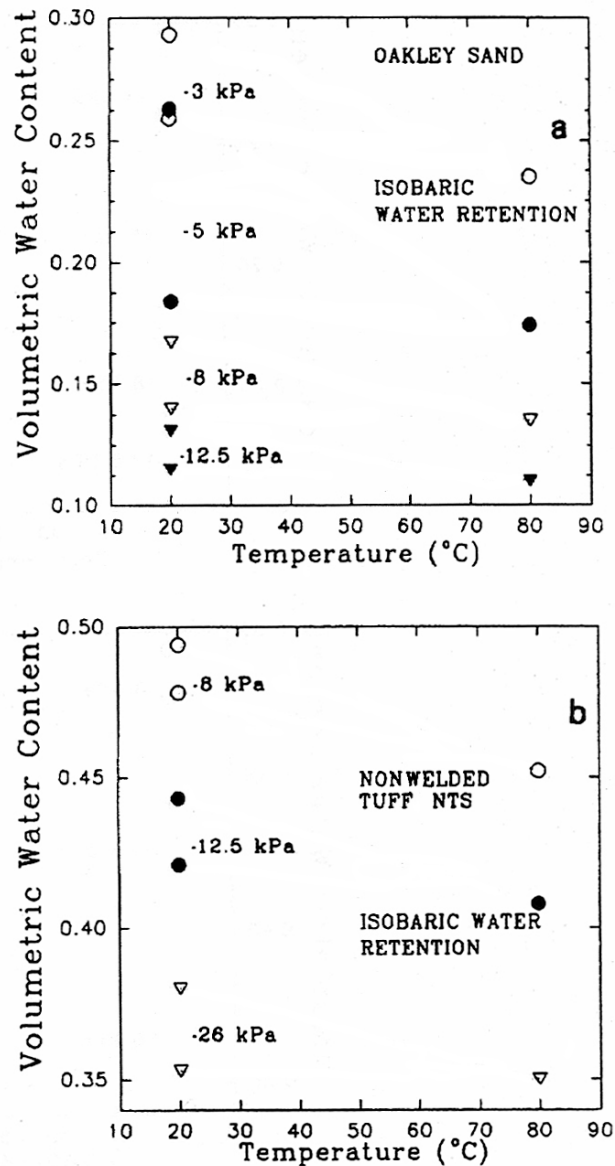 0.30
OAKLEY SAND
-3 kPa
a
0.25
ISOBARIC
WATER RETENTION
-5 kPa
0.20
0.15
-8 kPa
-12.5 kPa
0.10
10 20 30 40 50 60 70 80 90
Temperature (°C)
Volumetric Water Content
0.50
-8 kPa
b
0.45
NONWELDED
TUFF NTS
-12.5 kPa
0.40
ISOBARIC WATER
RETENTION
-26 kPa
0.35
10 20 30 40 50 60 70 80 90
Temperature (°C)
Volumetric Water Content